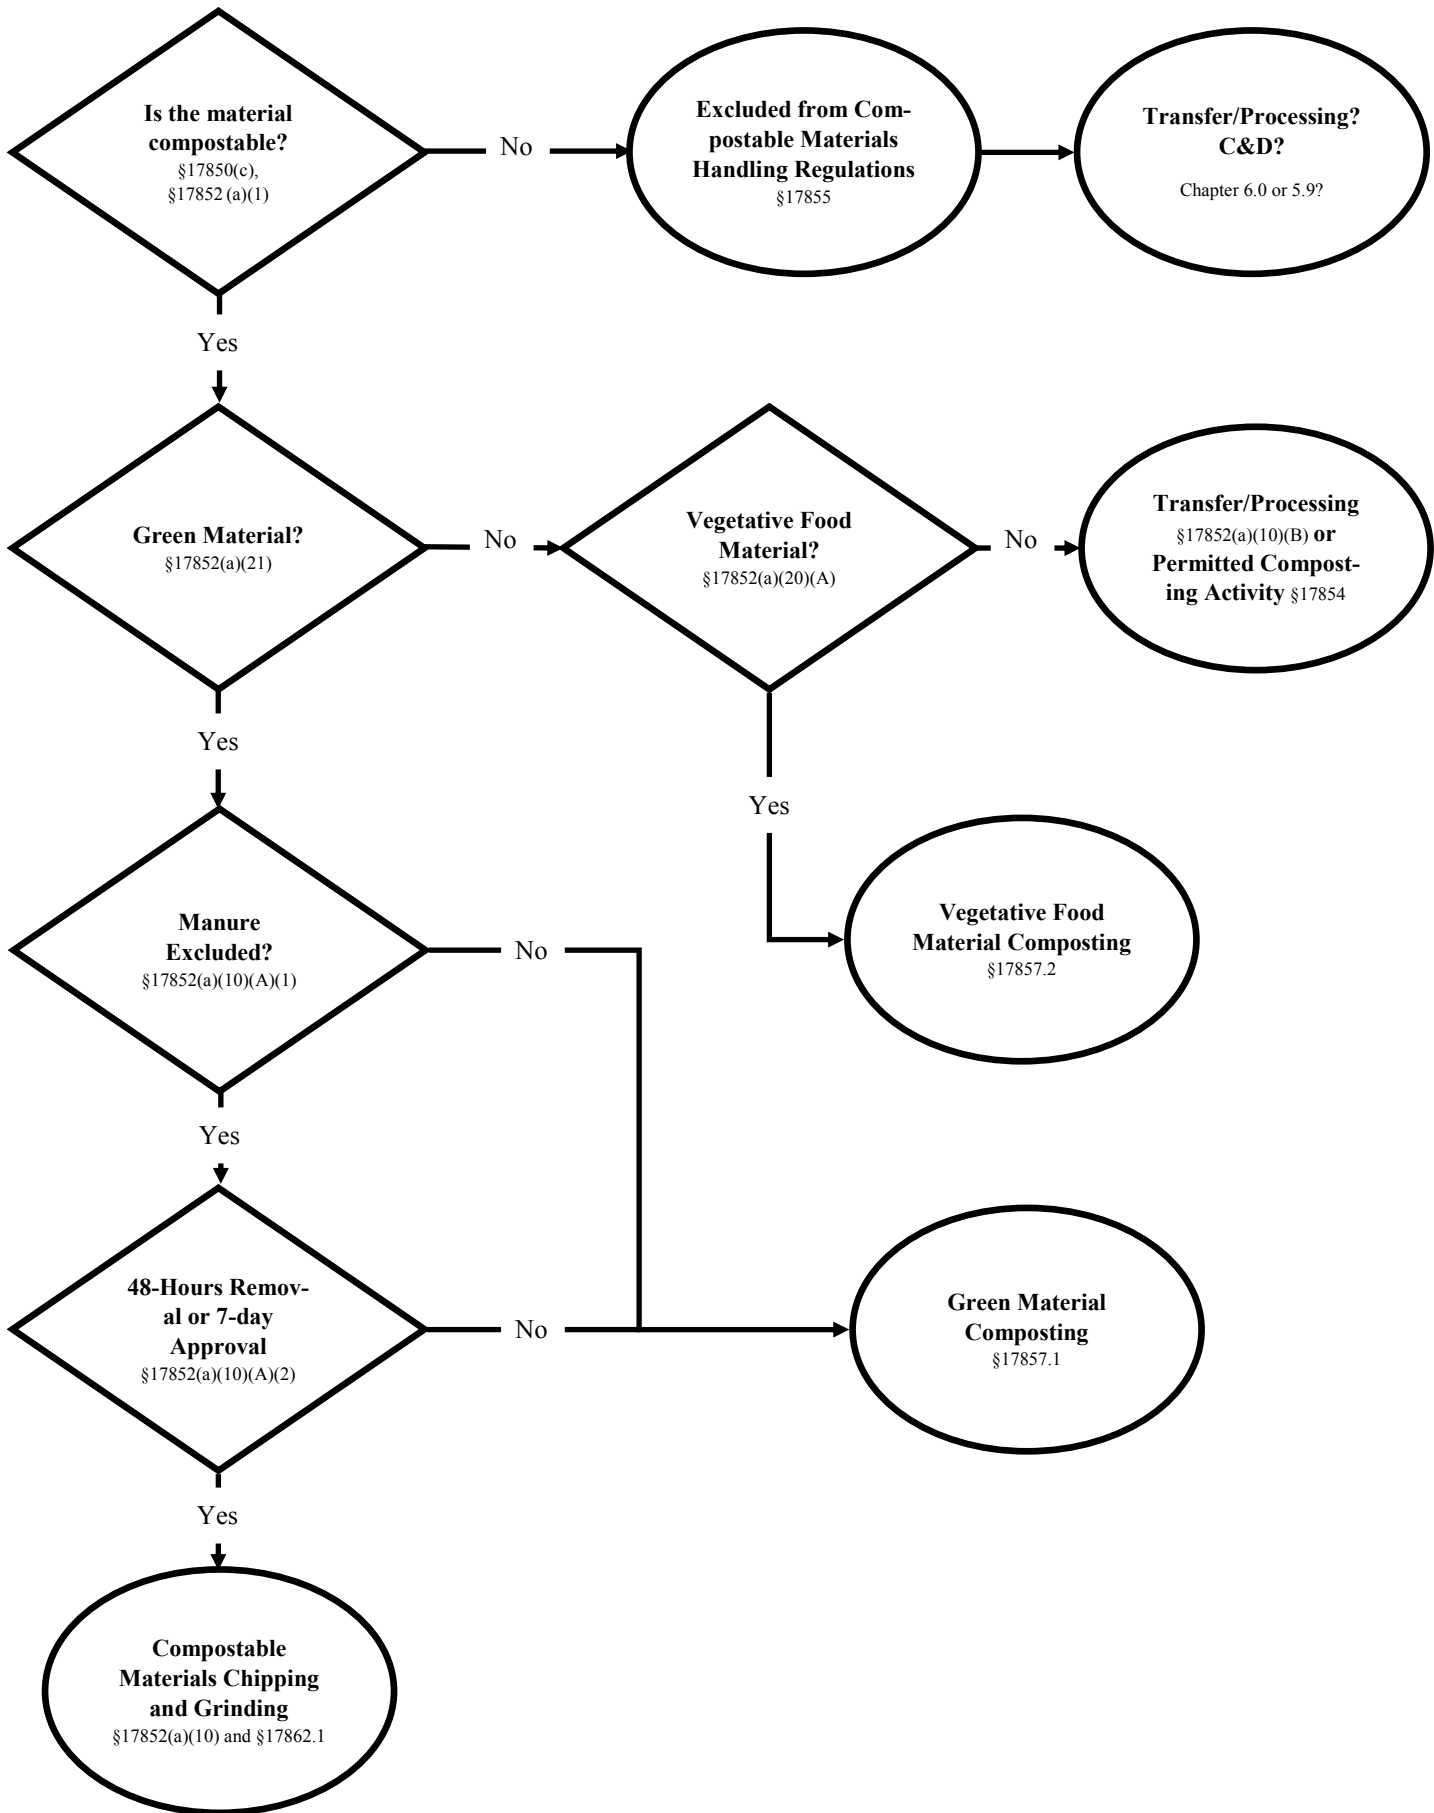 Is the material
compostable?
§17850(c),
§17852 (a)(1)
No
Excluded from Com-
postable Materials
Handling Regulations
§17855
Transfer/Processing?
C&D?
Chapter 6.0 or 5.9?
Yes
Green Material?
§17852(a)(21)
No
Vegetative Food
Material?
§17852(a)(20)(A)
No
Transfer/Processing
§17852(a)(10)(B) or
Permitted Compost-
ing Activity §17854
Yes
Yes
Vegetative Food
Material Composting
§17857.2
Manure
Excluded?
§17852(a)(10)(A)(1)
No
Yes
48-Hours Remov-
al or 7-day
Approval
§17852(a)(10)(A)(2)
No
Green Material
Composting
§17857.1
Yes
Compostable
Materials Chipping
and Grinding
§17852(a)(10) and §17862.1